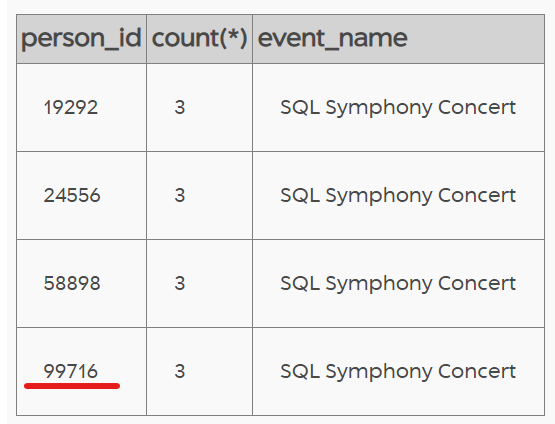 person_id count(*) event_name
19292 3 SQL Symphony Concert
24556 3 SQL Symphony Concert
58898 3 SQL Symphony Concert
99716 3 SQL Symphony Concert